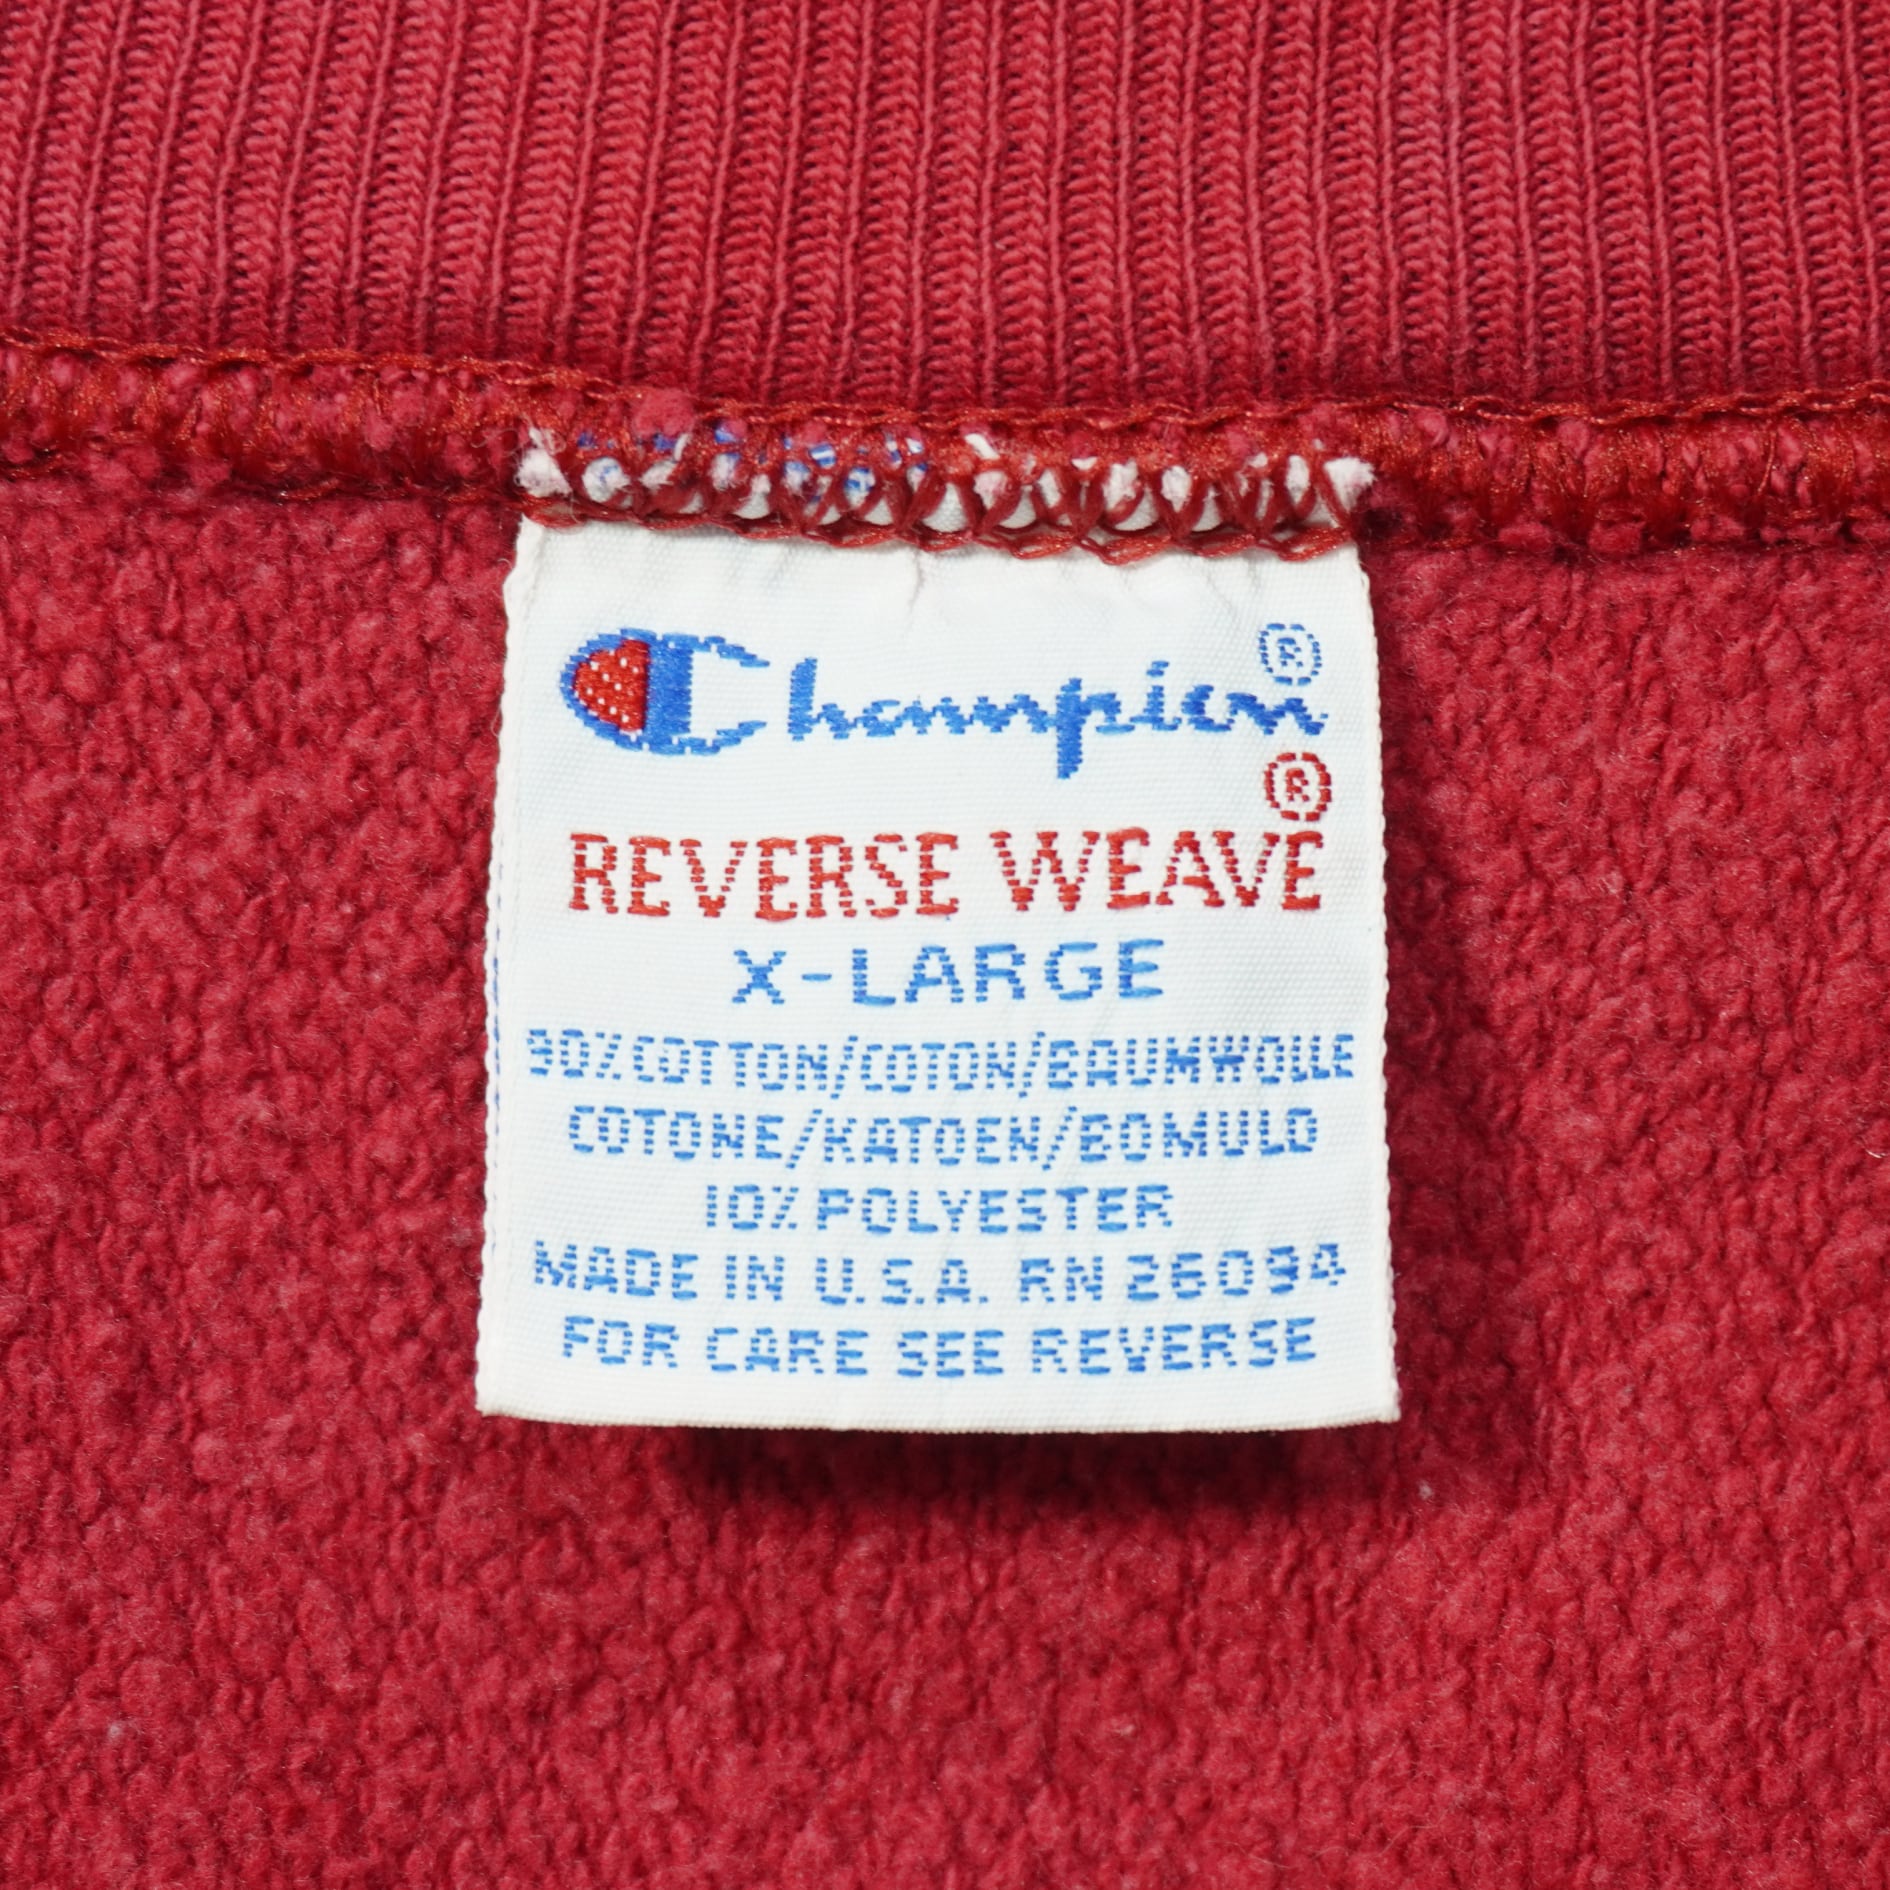 Champion®
REVERSE WEAVE®
X-LARGE
90% COTTON/COTON/BAUMWOLLE
COTONE/KATOEN/BOMULD
10% POLYESTER
MADE IN U.S.A. RN 26094
FOR CARE SEE REVERSE